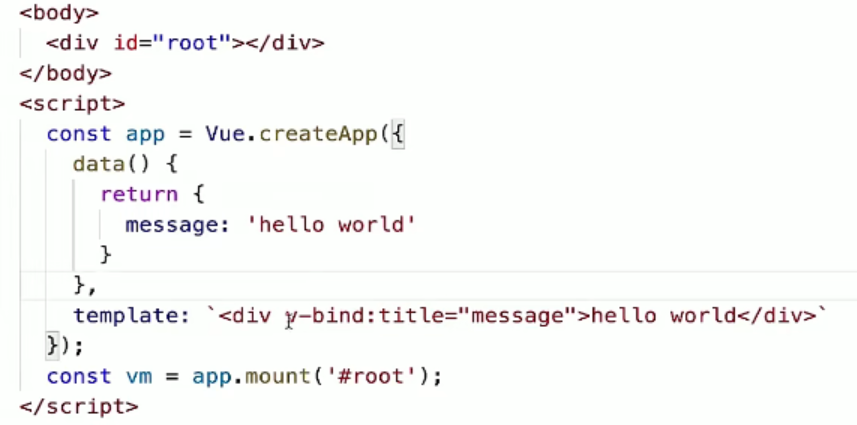 <body>
<div id="root"></div>
</body>
<script>
const app = Vue.createApp({
data() {
return {
message: 'hello world'
}
},
template: `<div v-bind:title="message">hello world</div>`
});
const vm = app.mount('#root');
</script>